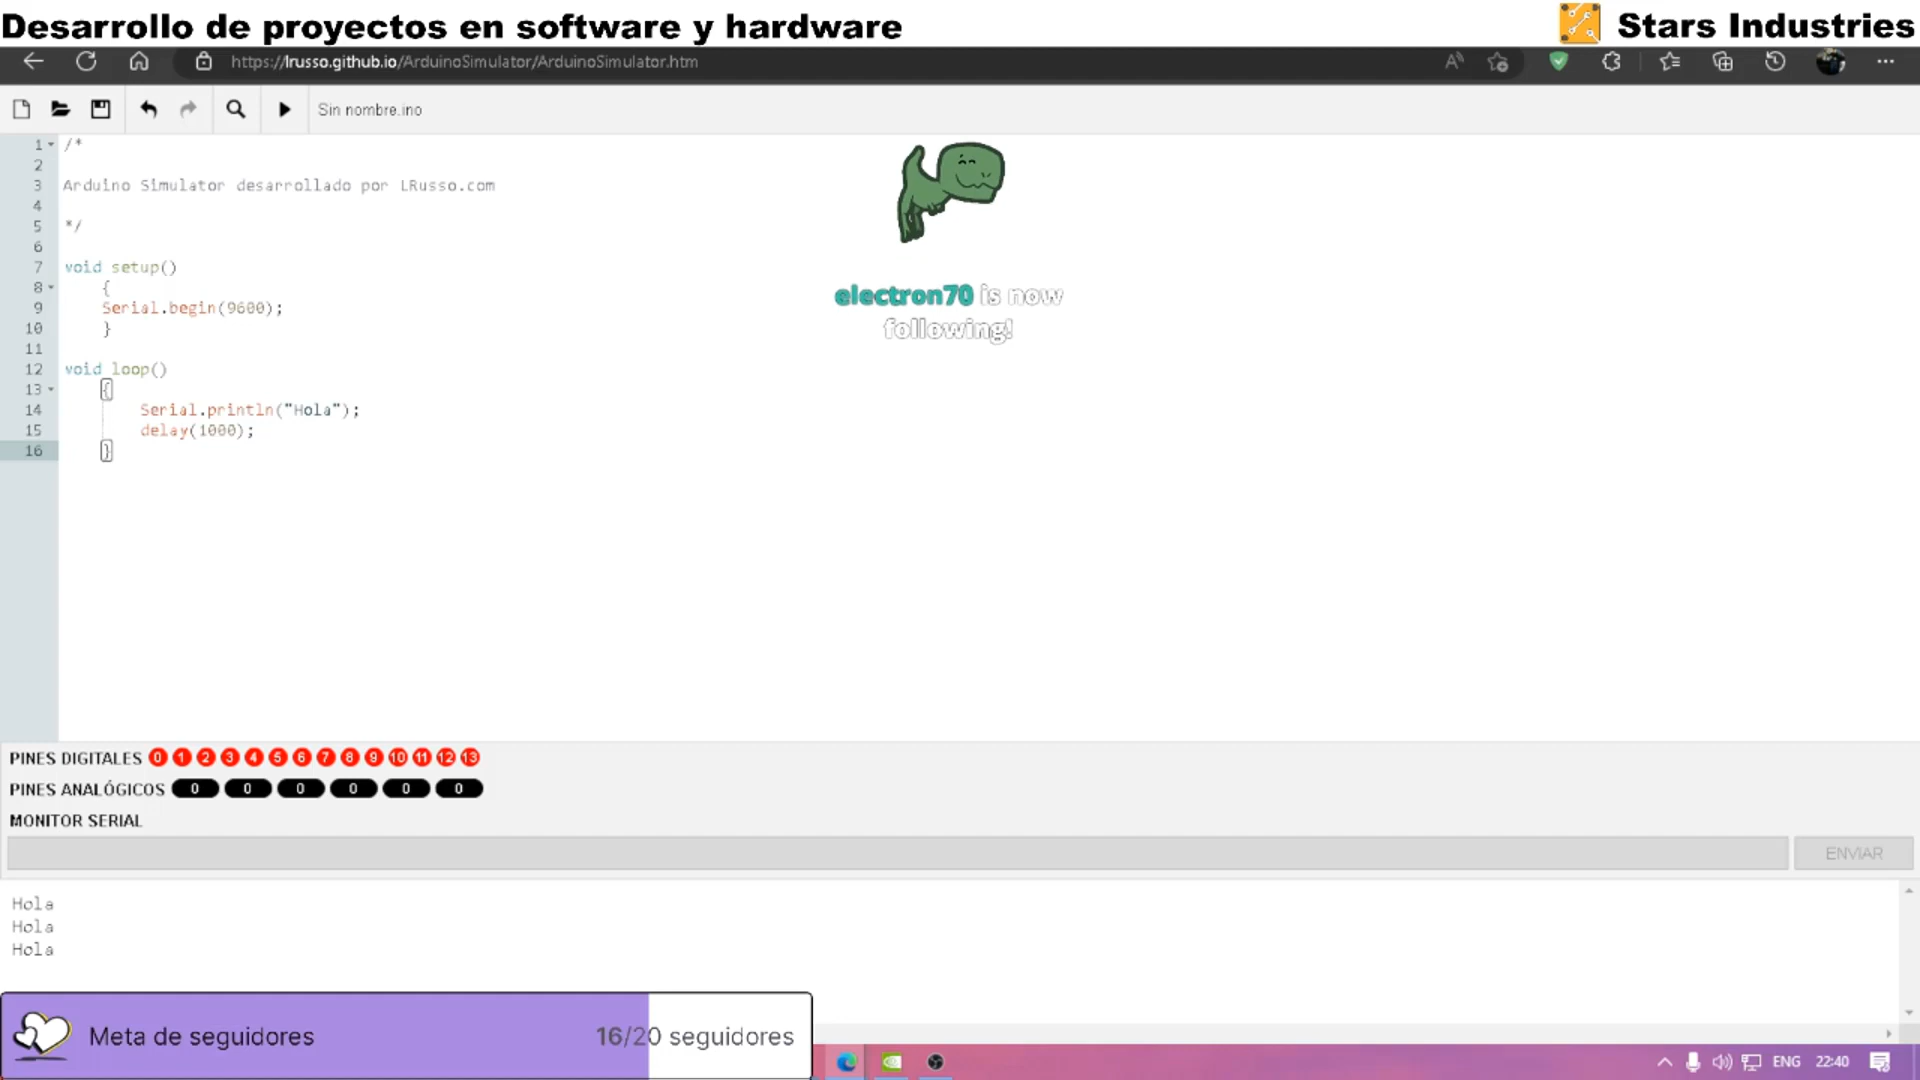 Desarrollo de proyectos en software y hardware
Stars Industries
https://lrusso.github.io/ArduinoSimulator/ArduinoSimulator.htm
Sin nombre.ino
1 /*
2
3 Arduino Simulator desarrollado por LRusso.com
4
5 */
6
7 void setup()
8 {
9 Serial.begin(9600);
10 }
11
12 void loop()
13 {
14 Serial.println("Hola");
15 delay(1000);
16 }
electron70 is now
following!
PINES DIGITALES 0 1 2 3 4 5 6 7 8 9 10 11 12 13
PINES ANALÓGICOS 0 0 0 0 0 0
MONITOR SERIAL
ENVIAR
Hola
Hola
Hola
Meta de seguidores 16/20 seguidores
ENG 22:40